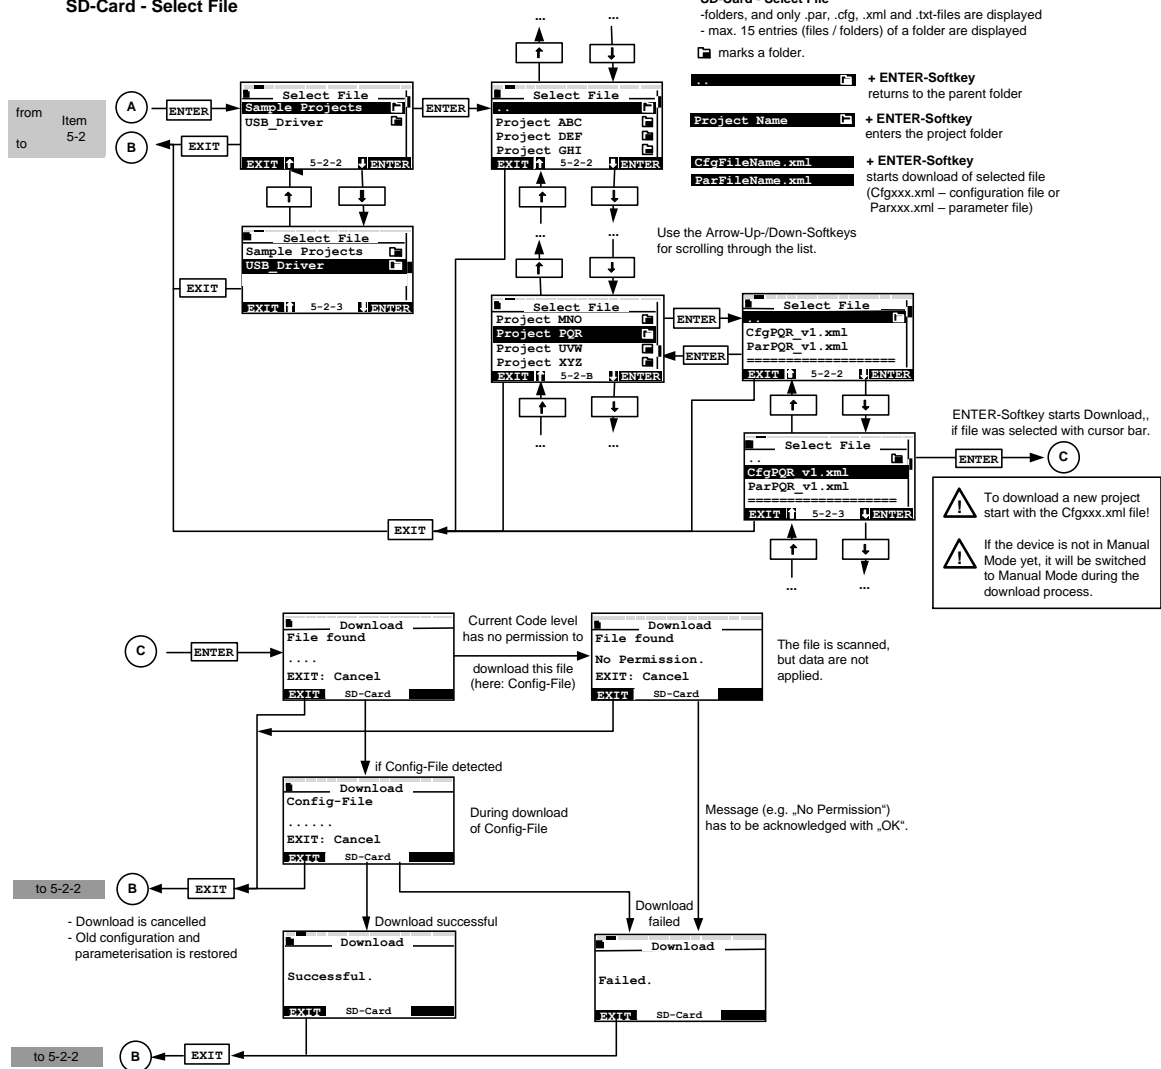 SD-Card - Select File
SD-Card - Select File
-folders, and only .par, .cfg, .xml and .txt-files are displayed
- max. 15 entries (files / folders) of a folder are displayed
marks a folder.
.. + ENTER-Softkey
returns to the parent folder
Project Name + ENTER-Softkey
enters the project folder
CfgFileName.xml + ENTER-Softkey
ParFileName.xml starts download of selected file
(Cfgxxx.xml – configuration file or
Parxxx.xml – parameter file)
Use the Arrow-Up-/Down-Softkeys
for scrolling through the list.
from
Item
5-2
to
A
B
ENTER
EXIT
Select File
Sample Projects
USB_Driver
EXIT ↑ 5-2-2 ↓ ENTER
↑ ↓
Select File
Sample Projects
USB_Driver
EXIT ↑ 5-2-3 ↓ ENTER
EXIT
ENTER
... ...
↑ ↓
Select File
..
Project ABC
Project DEF
Project GHI
EXIT ↑ 5-2-2 ↓ ENTER
↑ ↓
... ...
↑ ↓
Select File
Project MNO
Project PQR
Project UVW
Project XYZ
EXIT ↑ 5-2-B ↓ ENTER
↑ ↓
... ...
ENTER
ENTER
Select File
..
CfgPQR_v1.xml
ParPQR_v1.xml
===================
EXIT ↑ 5-2-2 ↓ ENTER
↑ ↓
Select File
..
CfgPQR_v1.xml
ParPQR_v1.xml
===================
EXIT ↑ 5-2-3 ↓ ENTER
↑ ↓
... ...
EXIT
ENTER-Softkey starts Download,,
if file was selected with cursor bar.
ENTER
C
! To download a new project
start with the Cfgxxx.xml file!
! If the device is not in Manual
Mode yet, it will be switched
to Manual Mode during the
download process.
C
ENTER
Download
File found
....
EXIT: Cancel
EXIT SD-Card
Current Code level
has no permission to
download this file
(here: Config-File)
Download
File found
No Permission.
EXIT: Cancel
EXIT SD-Card
The file is scanned,
but data are not
applied.
if Config-File detected
Download
Config-File
......
EXIT: Cancel
EXIT SD-Card
During download
of Config-File
Message (e.g. „No Permission“)
has to be acknowledged with „OK“.
to 5-2-2
B
EXIT
- Download is cancelled
- Old configuration and
parameterisation is restored
Download successful
Download
failed
Download
Successful.
EXIT SD-Card
Download
Failed.
EXIT SD-Card
to 5-2-2
B
EXIT